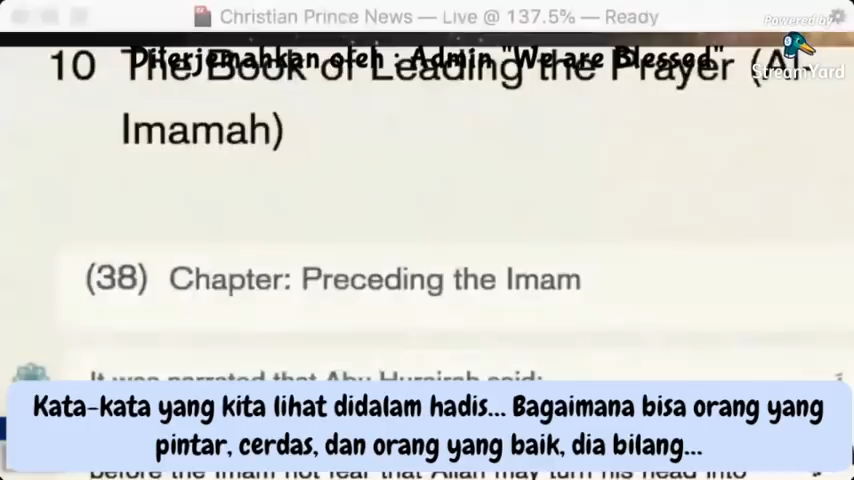 Christian Prince News — Live @ 137.5% — Ready
Powered by
StreamYard
Diterjemahkan oleh : Admin "We are Blessed"
10 The Book of Leading the Prayer (Al-
Imamah)
(38) Chapter: Preceding the Imam
It was narrated that Abu Hurairah said:
Kata-kata yang kita lihat didalam hadis... Bagaimana bisa orang yang
pintar, cerdas, dan orang yang baik, dia bilang...
before the Imam not fear that Allah may turn his head into